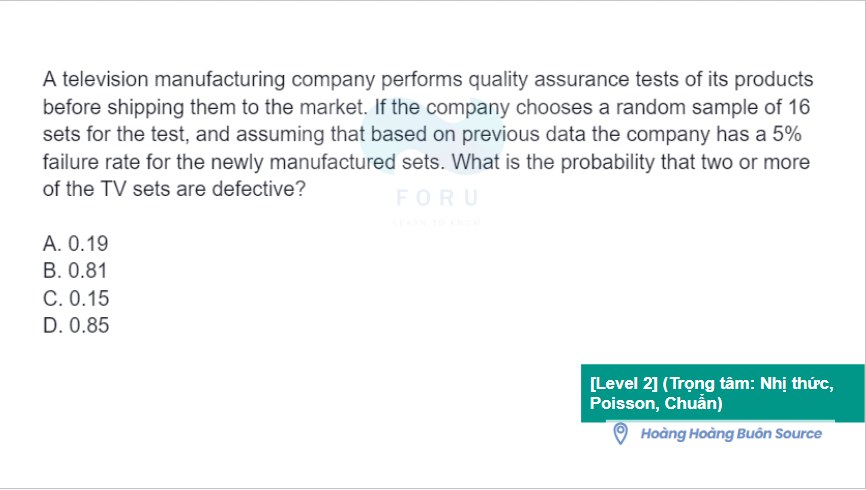 A television manufacturing company performs quality assurance tests of its products
before shipping them to the market. If the company chooses a random sample of 16
sets for the test, and assuming that based on previous data the company has a 5%
failure rate for the newly manufactured sets. What is the probability that two or more
of the TV sets are defective?
FORU
A. 0.19
B. 0.81
C. 0.15
D. 0.85
[Level 2] (Trọng tâm: Nhị thức,
Poisson, Chuẩn)
Hoàng Hoàng Buôn Source